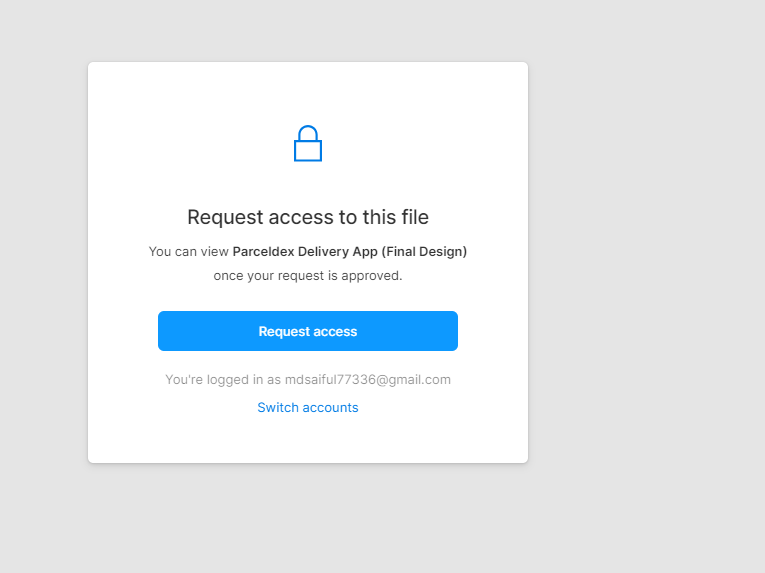 Request access to this file
You can view Parceldex Delivery App (Final Design)
once your request is approved.
Request access
You're logged in as mdsaiful77336@gmail.com
Switch accounts